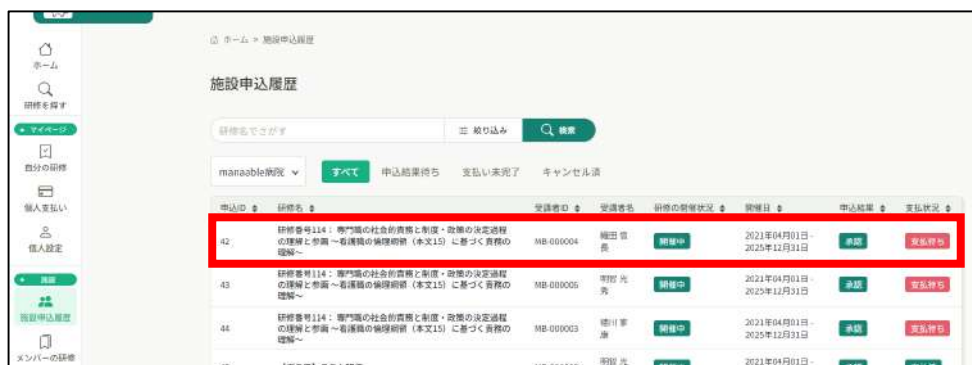 ホーム > 施設申込履歴
ホーム
研修を探す
施設申込履歴
研修名でさがす
絞り込み
検索
マイページ
自分の研修
manaable病院
すべて
申込結果待ち
支払い未完了
キャンセル済
個人支払い
申込ID
研修名
受講者ID
受講者名
研修の開催状況
開催日
申込結果
支払状況
個人設定
42
研修番号114： 専門職の社会的責務と制度・政策の決定過程
の理解と参画～看護職の倫理綱領（本文15）に基づく責務の
理解～
MB-000004
織田 信
長
開催中
2021年04月01日 -
2025年12月31日
承認
支払待ち
施設
施設申込履歴
43
研修番号114： 専門職の社会的責務と制度・政策の決定過程
の理解と参画～看護職の倫理綱領（本文15）に基づく責務の
理解～
明智 光
秀
開催中
2021年04月01日 -
2025年12月31日
承認
支払待ち
メンバーの研修
44
研修番号114： 専門職の社会的責務と制度・政策の決定過程
の理解と参画～看護職の倫理綱領（本文15）に基づく責務の
理解～
MB-000003
徳川 家
康
開催中
2021年04月01日 -
2025年12月31日
承認
支払待ち
明智 光
2021年04月01日 -